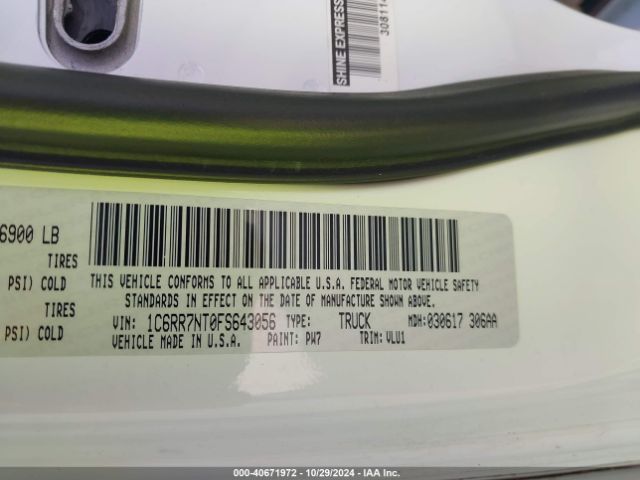 SHINE EXPRESS
6900 LB
TIRES
PSI) COLD
TIRES
PSI) COLD
THIS VEHICLE CONFORMS TO ALL APPLICABLE U.S.A. FEDERAL MOTOR VEHICLE SAFETY
STANDARDS IN EFFECT ON THE DATE OF MANUFACTURE SHOWN ABOVE.
VIN: 1C6RR7NT0FS643056 TYPE: TRUCK MDH: 030617 306AA
VEHICLE MADE IN U.S.A. PAINT: PW7 TRIM: VLU1
000-40671972 - 10/29/2024 - IAA Inc.